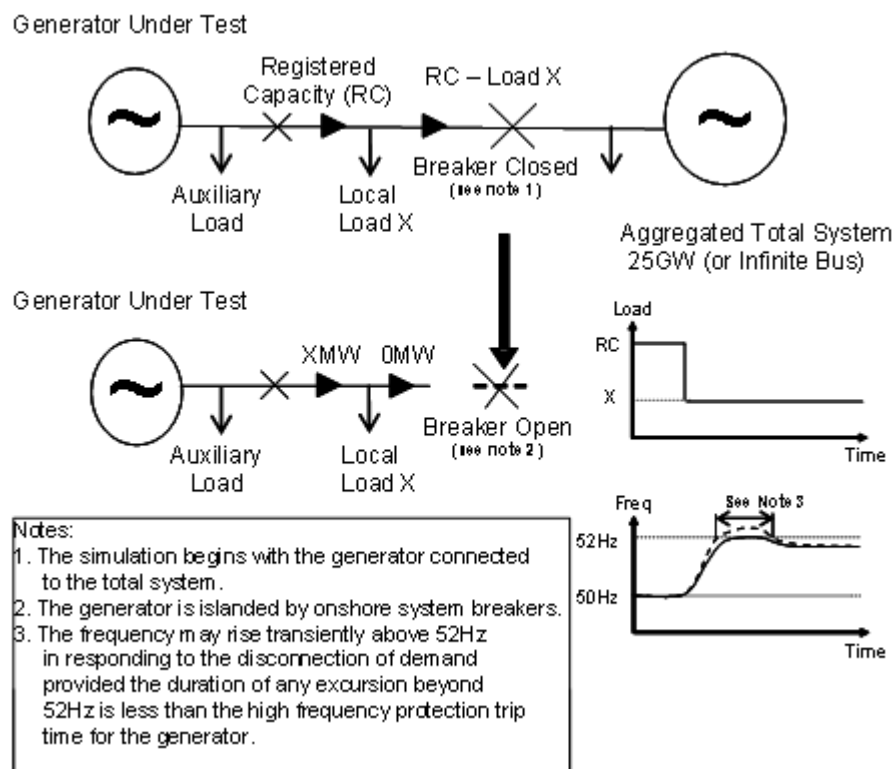 Generator Under Test
Registered
Capacity (RC)
RC – Load X
Auxiliary
Load
Local
Load X
Breaker Closed
(see note 1)
Aggregated Total System
25GW (or Infinite Bus)
Generator Under Test
XMW
0MW
Auxiliary
Load
Local
Load X
Breaker Open
(see note 2)
Load
RC
X
Time
Freq
See Note 3
52Hz
50Hz
Time
Notes:
1. The simulation begins with the generator connected
to the total system.
2. The generator is islanded by onshore system breakers.
3. The frequency may rise transiently above 52Hz
in responding to the disconnection of demand
provided the duration of any excursion beyond
52Hz is less than the high frequency protection trip
time for the generator.